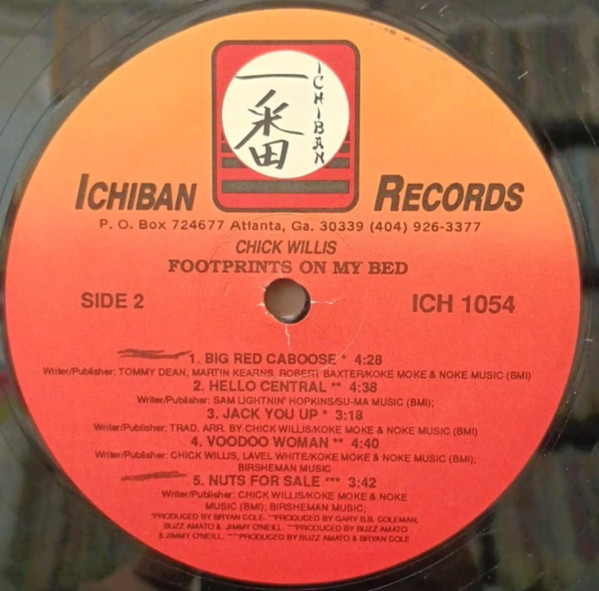 一番
ICHIBAN
ICHIBAN RECORDS
P. O. Box 724677 Atlanta, Ga. 30339 (404) 926-3377
CHICK WILLIS
FOOTPRINTS ON MY BED
SIDE 2 ICH 1054
1. BIG RED CABOOSE * 4:28
Writer/Publisher: TOMMY DEAN, MARTIN KEARNS, ROBERT BAXTER/KOKE MOKE & NOKE MUSIC (BMI)
2. HELLO CENTRAL ** 4:38
Writer/Publisher: SAM LIGHTNIN' HOPKINS/SU-MA MUSIC (BMI);
3. JACK YOU UP * 3:18
Writer/Publisher: TRAD. ARR. BY CHICK WILLIS/KOKE MOKE & NOKE MUSIC (BMI)
4. VOODOO WOMAN ** 4:40
Writer/Publisher: CHICK WILLIS, LAVEL WHITE/KOKE MOKE & NOKE MUSIC (BMI);
BIRSHEMAN MUSIC
5. NUTS FOR SALE *** 3:42
Writer/Publisher: CHICK WILLIS/KOKE MOKE & NOKE
MUSIC (BMI); BIRSHEMAN MUSIC;
*PRODUCED BY BRYAN COLE, **PRODUCED BY GARY B.B. COLEMAN,
BUZZ AMATO & JIMMY O'NEILL, ***PRODUCED BY BUZZ AMATO
& JIMMY O'NEILL, ****PRODUCED BY BUZZ AMATO & BRYAN COLE